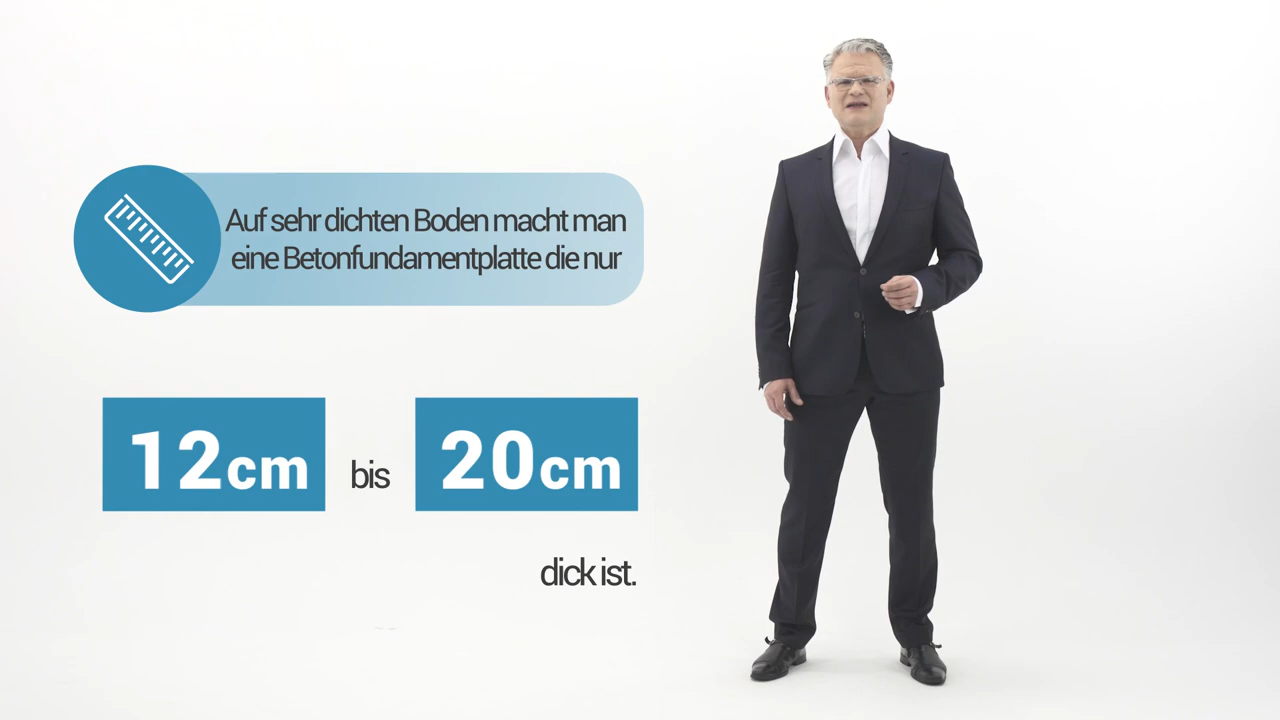 Auf sehr dichten Boden macht man
eine Betonfundamentplatte die nur
12cm bis 20cm
dick ist.